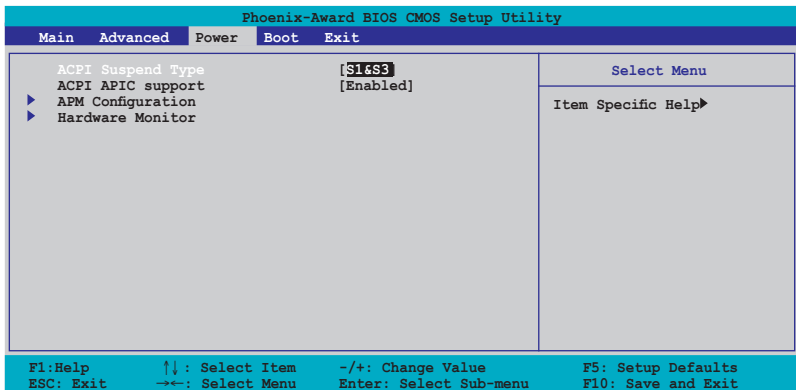 Phoenix-Award BIOS CMOS Setup Utility
Main Advanced Power Boot Exit
ACPI Suspend Type [S1&S3]
ACPI APIC support [Enabled]
APM Configuration
Hardware Monitor
Select Menu
Item Specific Help
F1:Help ↑↓: Select Item -/+: Change Value F5: Setup Defaults
ESC: Exit →←: Select Menu Enter: Select Sub-menu F10: Save and Exit